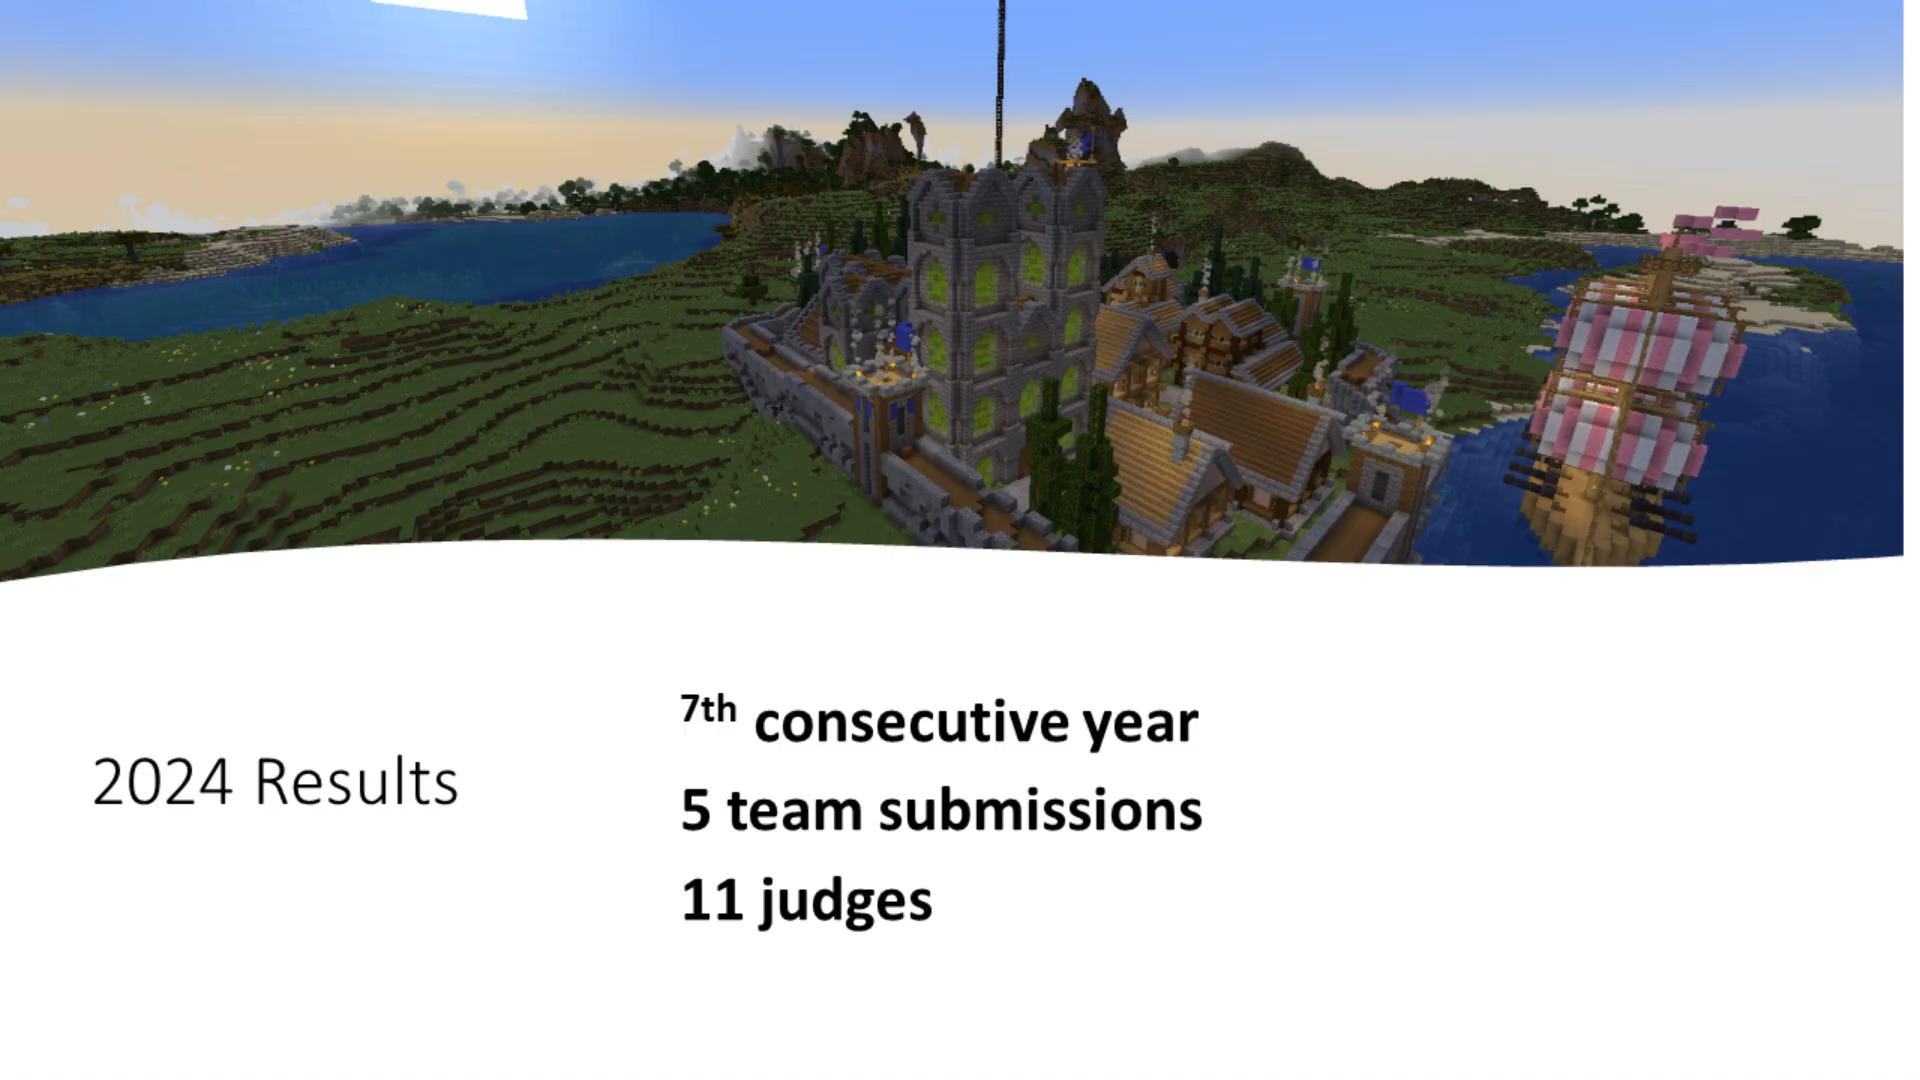 2024 Results
7th consecutive year
5 team submissions
11 judges